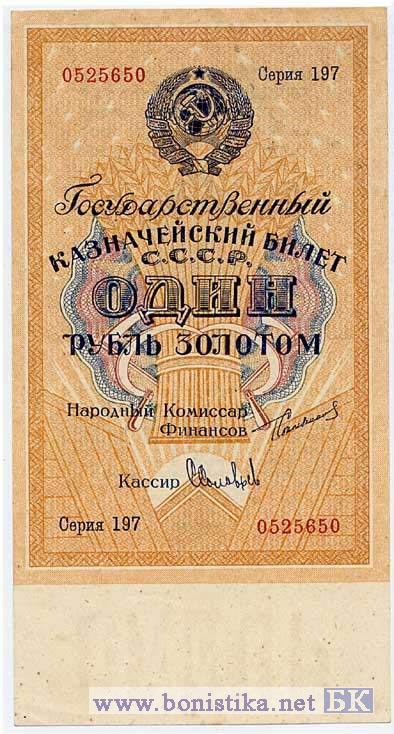 0525650 Серия 197
Государственный
КАЗНАЧЕЙСКИЙ БИЛЕТ
С.С.С.Р.
ОДИН
РУБЛЬ ЗОЛОТОМ
Народный Комиссар
Финансов
Кассир
Серия 197 0525650
www.bonistika.net БК